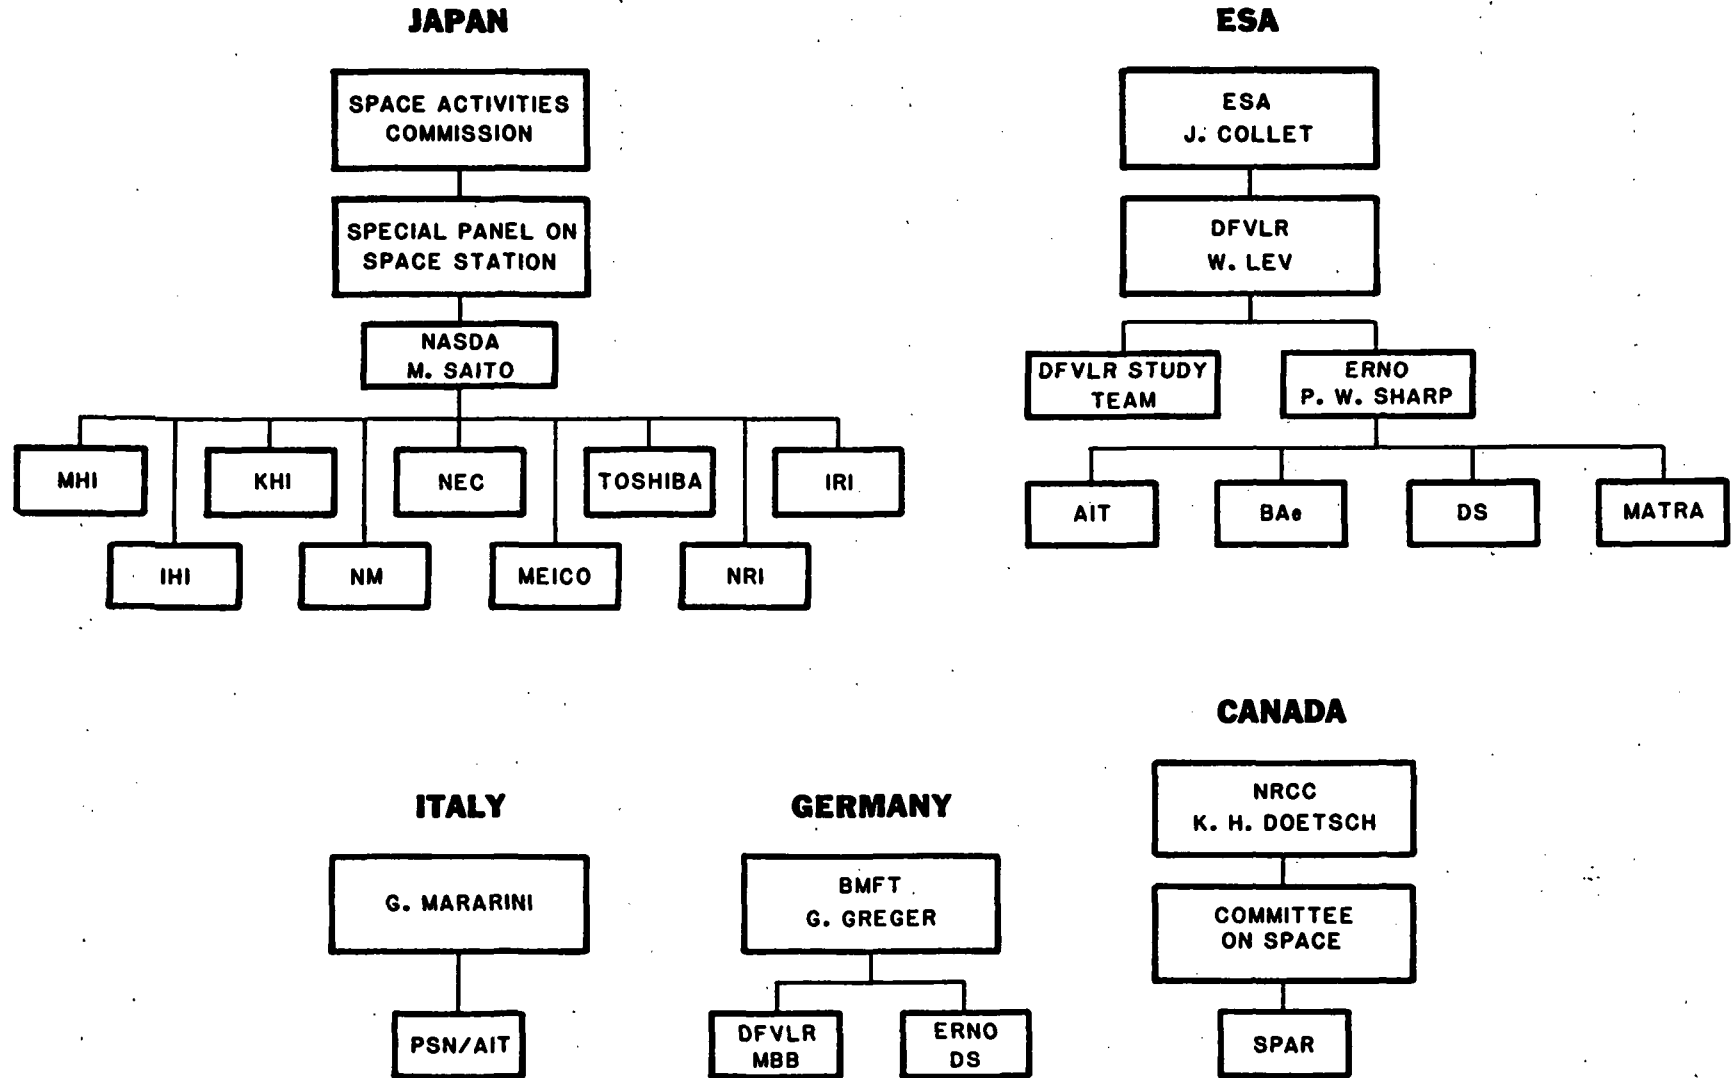 JAPAN
SPACE ACTIVITIES
COMMISSION
SPECIAL PANEL ON
SPACE STATION
NASDA
M. SAITO
MHI
KHI
NEC
TOSHIBA
IRI
IHI
NM
MEICO
NRI
ESA
ESA
J. COLLET
DFVLR
W. LEV
DFVLR STUDY
TEAM
ERNO
P. W. SHARP
AIT
BAe
DS
MATRA
ITALY
G. MARARINI
PSN/AIT
GERMANY
BMFT
G. GREGER
DFVLR
MBB
ERNO
DS
CANADA
NRCC
K. H. DOETSCH
COMMITTEE
ON SPACE
SPAR